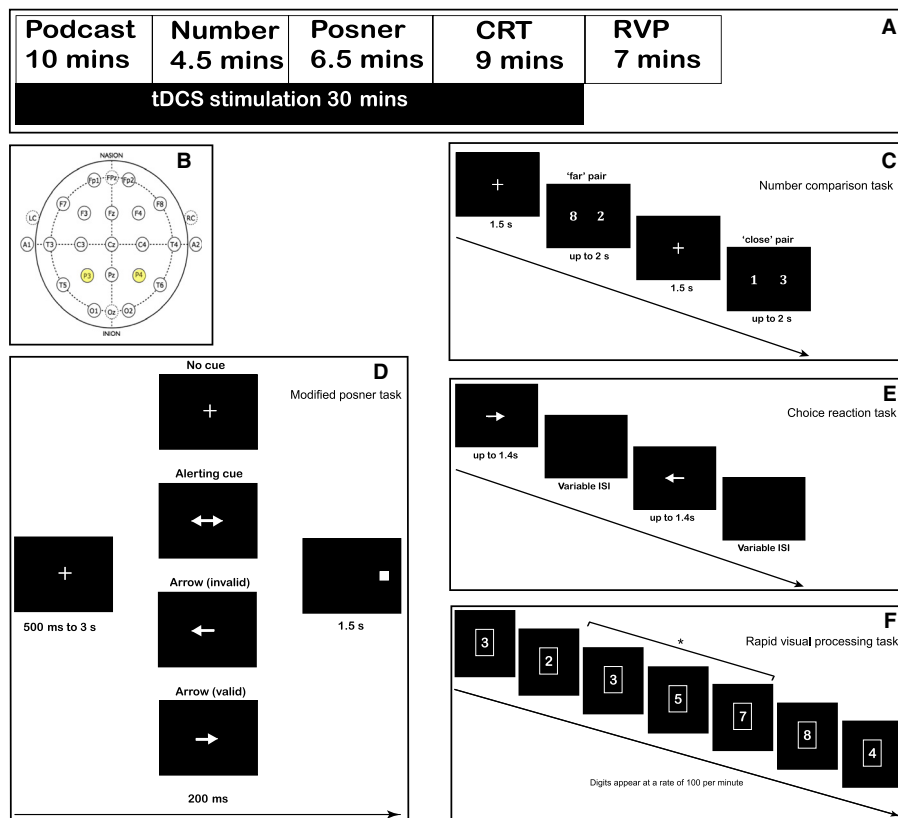 A
Podcast
10 mins
Number
4.5 mins
Posner
6.5 mins
CRT
9 mins
RVP
7 mins
tDCS stimulation 30 mins
B
NASION
Fp1 FPz Fp2
F7 F3 Fz F4 F8
LC RC
A1 T3 C3 Cz C4 T4 A2
P3 Pz P4
T5 T6
O1 Oz O2
INION
C
Number comparison task
1.5 s
'far' pair
8 2
up to 2 s
1.5 s
'close' pair
1 3
up to 2 s
D
Modified posner task
500 ms to 3 s
No cue
Alerting cue
Arrow (invalid)
Arrow (valid)
200 ms
1.5 s
E
Choice reaction task
up to 1.4s
Variable ISI
up to 1.4s
Variable ISI
F
Rapid visual processing task
*
3
2
3
5
7
8
4
Digits appear at a rate of 100 per minute